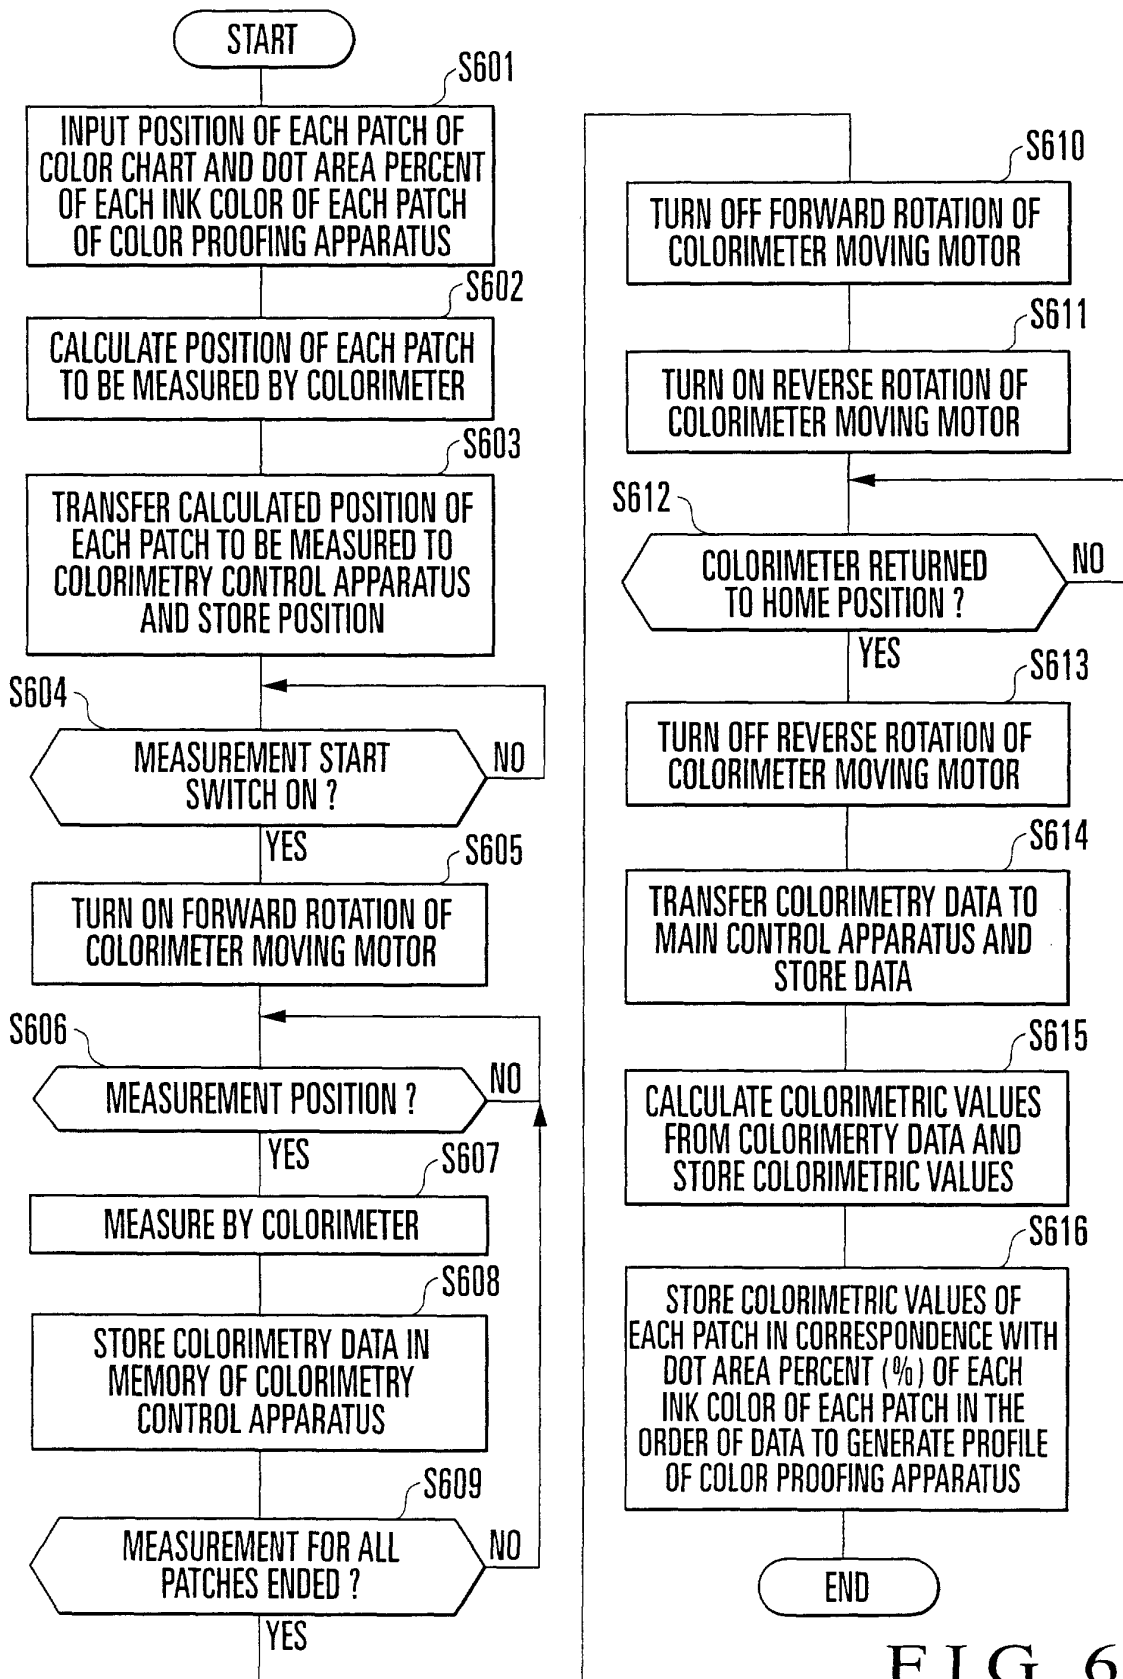 START
S601
INPUT POSITION OF EACH PATCH OF
COLOR CHART AND DOT AREA PERCENT
OF EACH INK COLOR OF EACH PATCH
OF COLOR PROOFING APPARATUS
S602
CALCULATE POSITION OF EACH PATCH
TO BE MEASURED BY COLORIMETER
S603
TRANSFER CALCULATED POSITION OF
EACH PATCH TO BE MEASURED TO
COLORIMETRY CONTROL APPARATUS
AND STORE POSITION
S604
MEASUREMENT START
SWITCH ON ?
NO
YES
S605
TURN ON FORWARD ROTATION OF
COLORIMETER MOVING MOTOR
S606
MEASUREMENT POSITION ?
NO
YES
S607
MEASURE BY COLORIMETER
S608
STORE COLORIMETRY DATA IN
MEMORY OF COLORIMETRY
CONTROL APPARATUS
S609
MEASUREMENT FOR ALL
PATCHES ENDED ?
NO
YES
S610
TURN OFF FORWARD ROTATION OF
COLORIMETER MOVING MOTOR
S611
TURN ON REVERSE ROTATION OF
COLORIMETER MOVING MOTOR
S612
COLORIMETER RETURNED
TO HOME POSITION ?
NO
YES
S613
TURN OFF REVERSE ROTATION OF
COLORIMETER MOVING MOTOR
S614
TRANSFER COLORIMETRY DATA TO
MAIN CONTROL APPARATUS AND
STORE DATA
S615
CALCULATE COLORIMETRIC VALUES
FROM COLORIMERTY DATA AND
STORE COLORIMETRIC VALUES
S616
STORE COLORIMETRIC VALUES OF
EACH PATCH IN CORRESPONDENCE WITH
DOT AREA PERCENT (%) OF EACH
INK COLOR OF EACH PATCH IN THE
ORDER OF DATA TO GENERATE PROFILE
OF COLOR PROOFING APPARATUS
END
FIG. 6